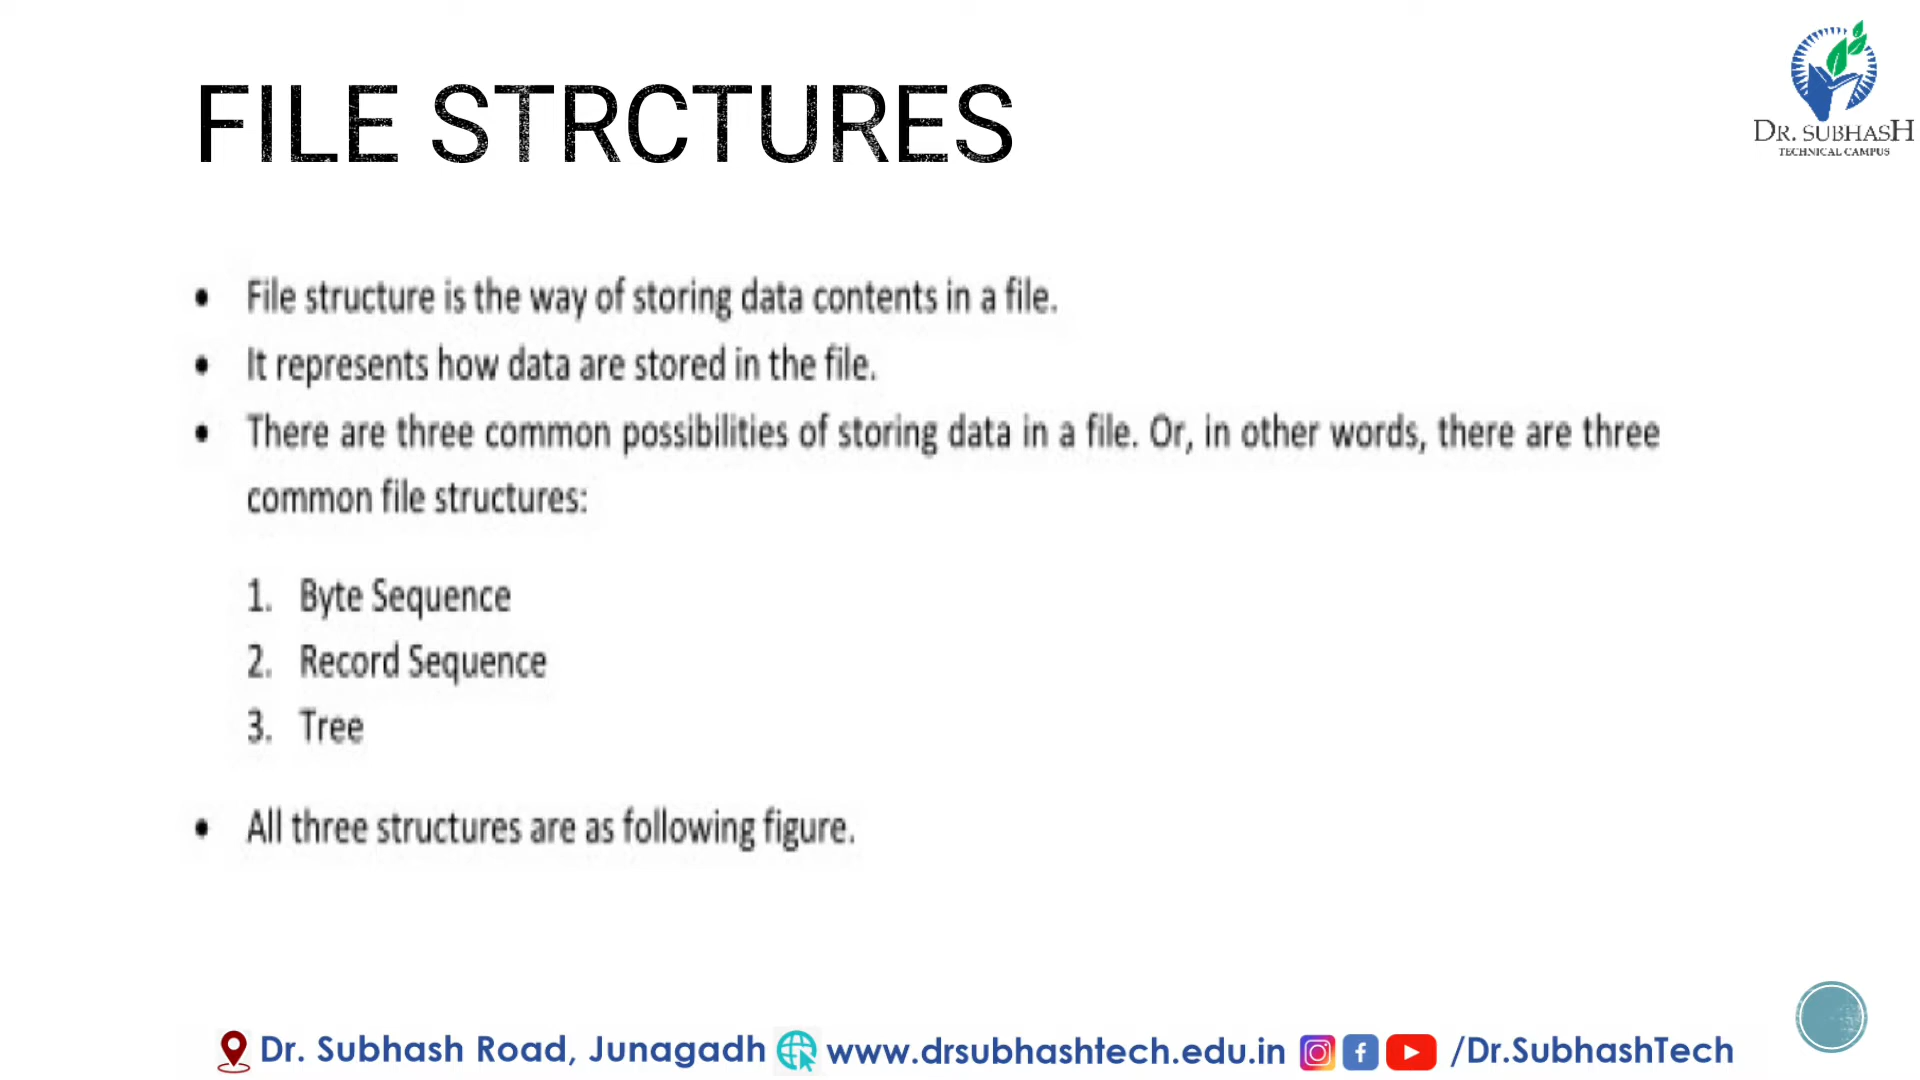 FILE STRCTURES
DR. SUBHASH
TECHNICAL CAMPUS
• File structure is the way of storing data contents in a file.
• It represents how data are stored in the file.
• There are three common possibilities of storing data in a file. Or, in other words, there are three
common file structures:
1. Byte Sequence
2. Record Sequence
3. Tree
• All three structures are as following figure.
Dr. Subhash Road, Junagadh www.drsubhashtech.edu.in /Dr.SubhashTech